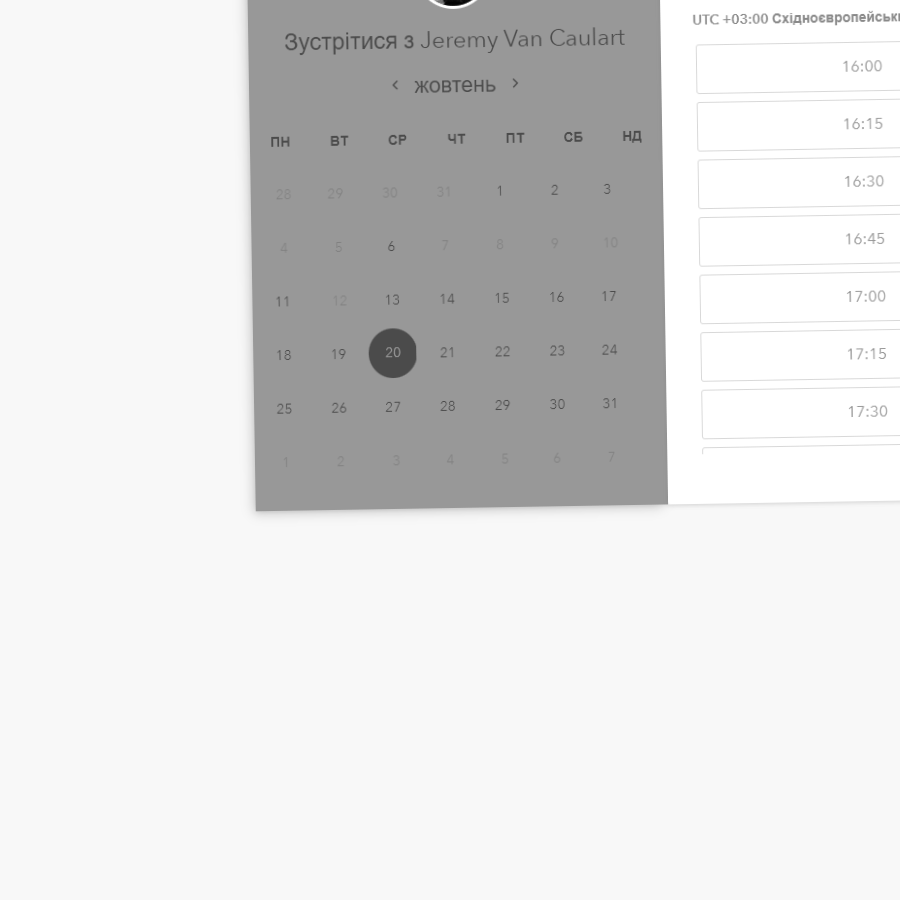 Зустрітися з Jeremy Van Caulart
‹ жовтень ›
ПН ВТ СР ЧТ ПТ СБ НД
28 29 30 31 1 2 3
4 5 6 7 8 9 10
11 12 13 14 15 16 17
18 19 20 21 22 23 24
25 26 27 28 29 30 31
1 2 3 4 5 6 7
UTC +03:00
16:00
16:15
16:30
16:45
17:00
17:15
17:30